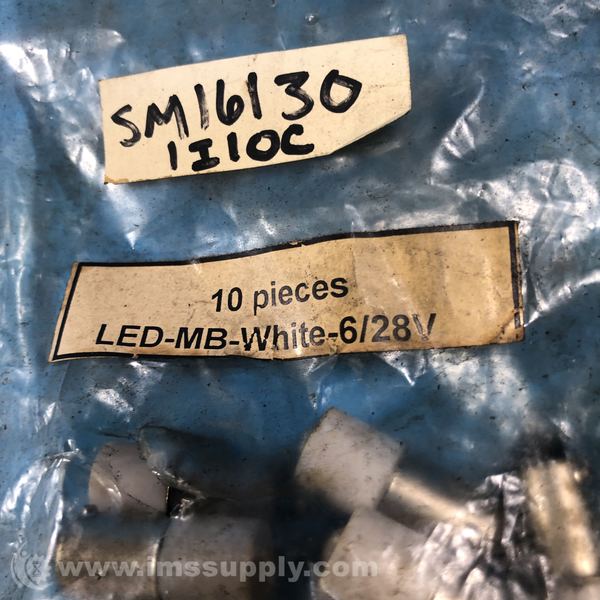 SM16130
1I10C
10 pieces
LED-MB-White-6/28V
www.imssupply.com